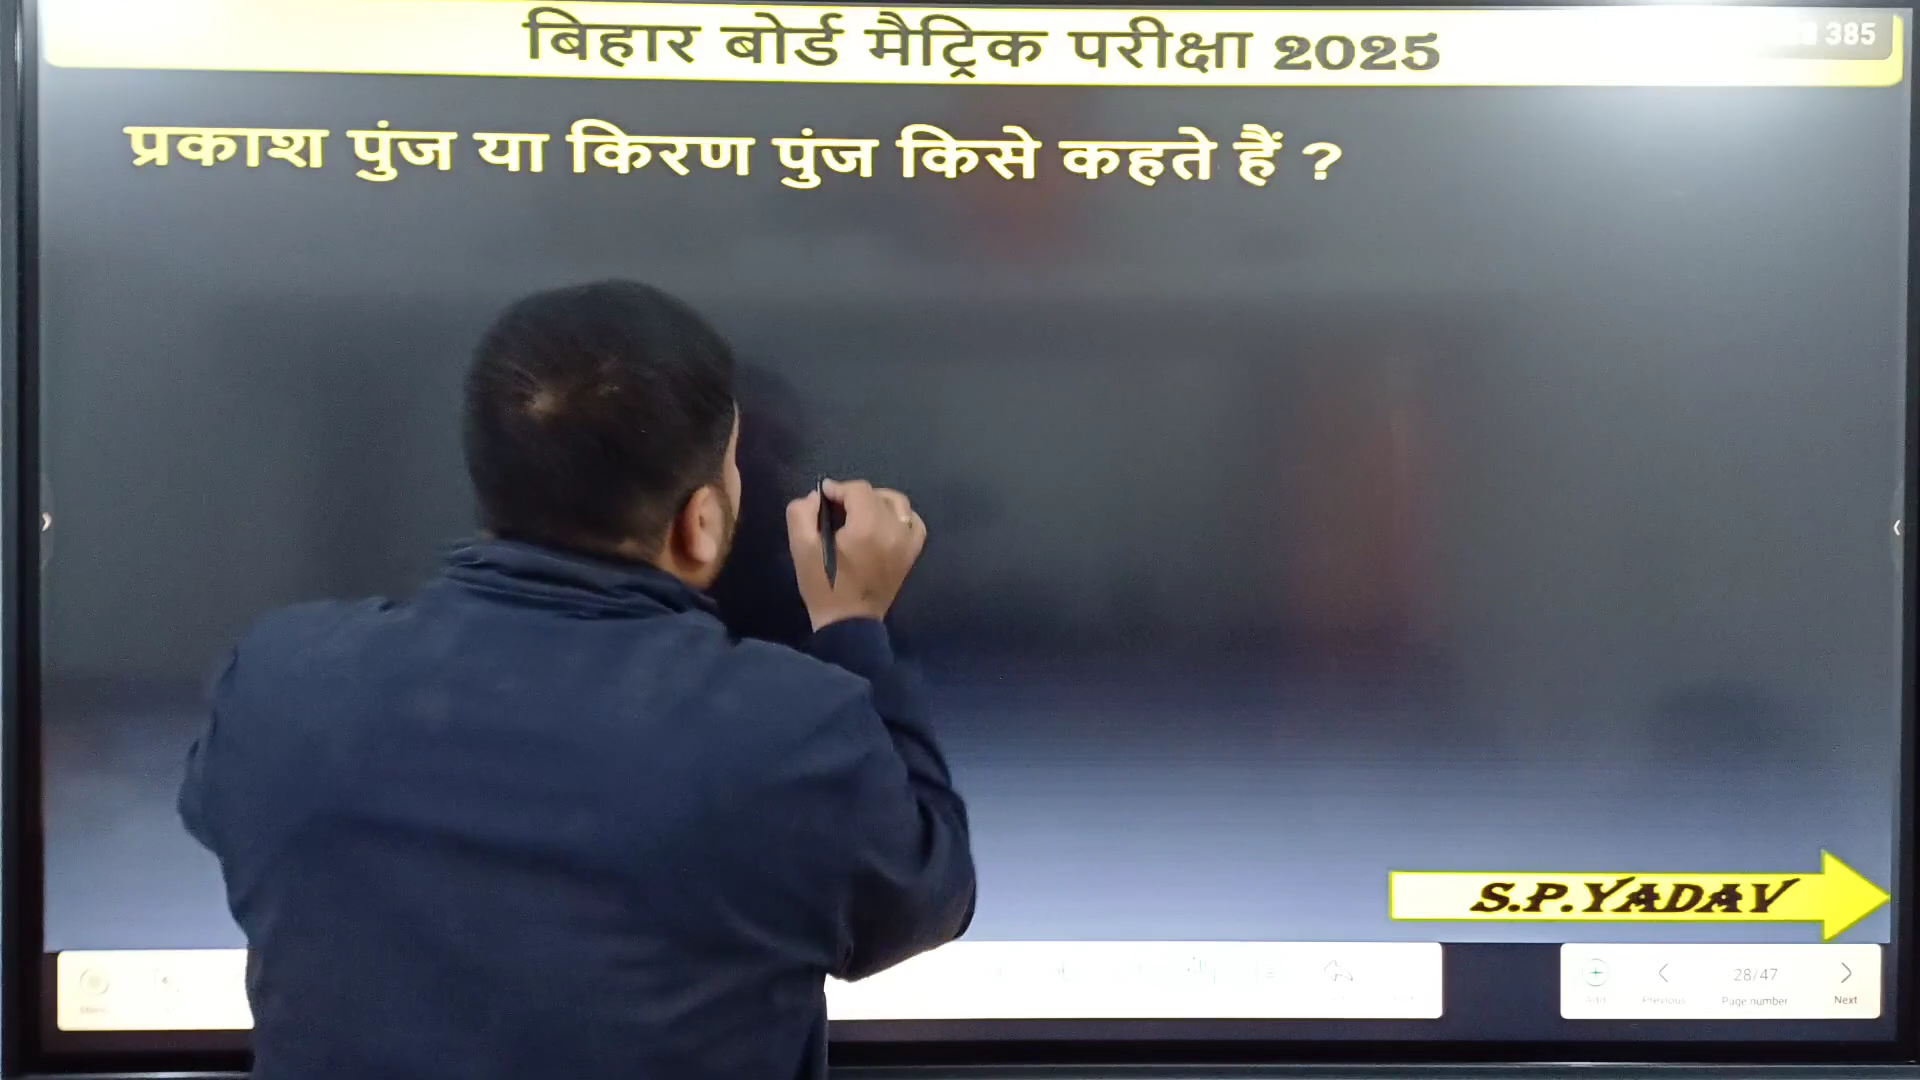 बिहार बोर्ड मैट्रिक परीक्षा 2025
385
प्रकाश पुंज या किरण पुंज किसे कहते हैं ?
S.P.YADAV
28/47
Previous Page number Next